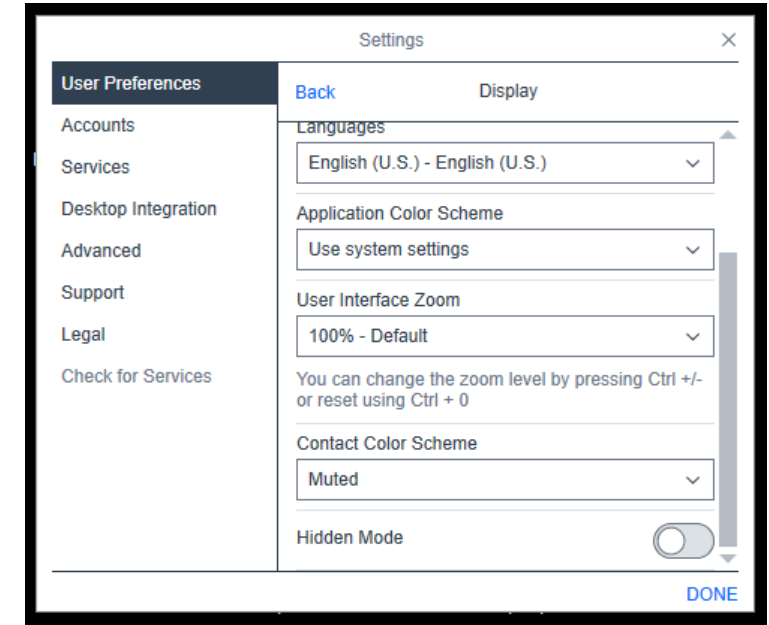 Settings
User Preferences
Accounts
Services
Desktop Integration
Advanced
Support
Legal
Check for Services
Back
Display
Languages
English (U.S.) - English (U.S.)
Application Color Scheme
Use system settings
User Interface Zoom
100% - Default
You can change the zoom level by pressing Ctrl +/-
or reset using Ctrl + 0
Contact Color Scheme
Muted
Hidden Mode
DONE